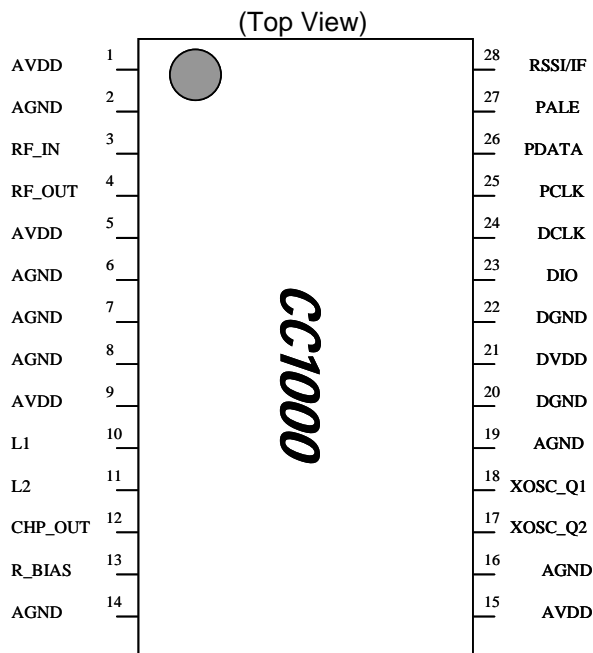 (Top View)
AVDD 1 28 RSSI/IF
AGND 2 27 PALE
RF_IN 3 26 PDATA
RF_OUT 4 25 PCLK
AVDD 5 24 DCLK
AGND 6 23 DIO
AGND 7 22 DGND
AGND 8 21 DVDD
AVDD 9 20 DGND
L1 10 19 AGND
L2 11 18 XOSC_Q1
CHP_OUT 12 17 XOSC_Q2
R_BIAS 13 16 AGND
AGND 14 15 AVDD
CC1000